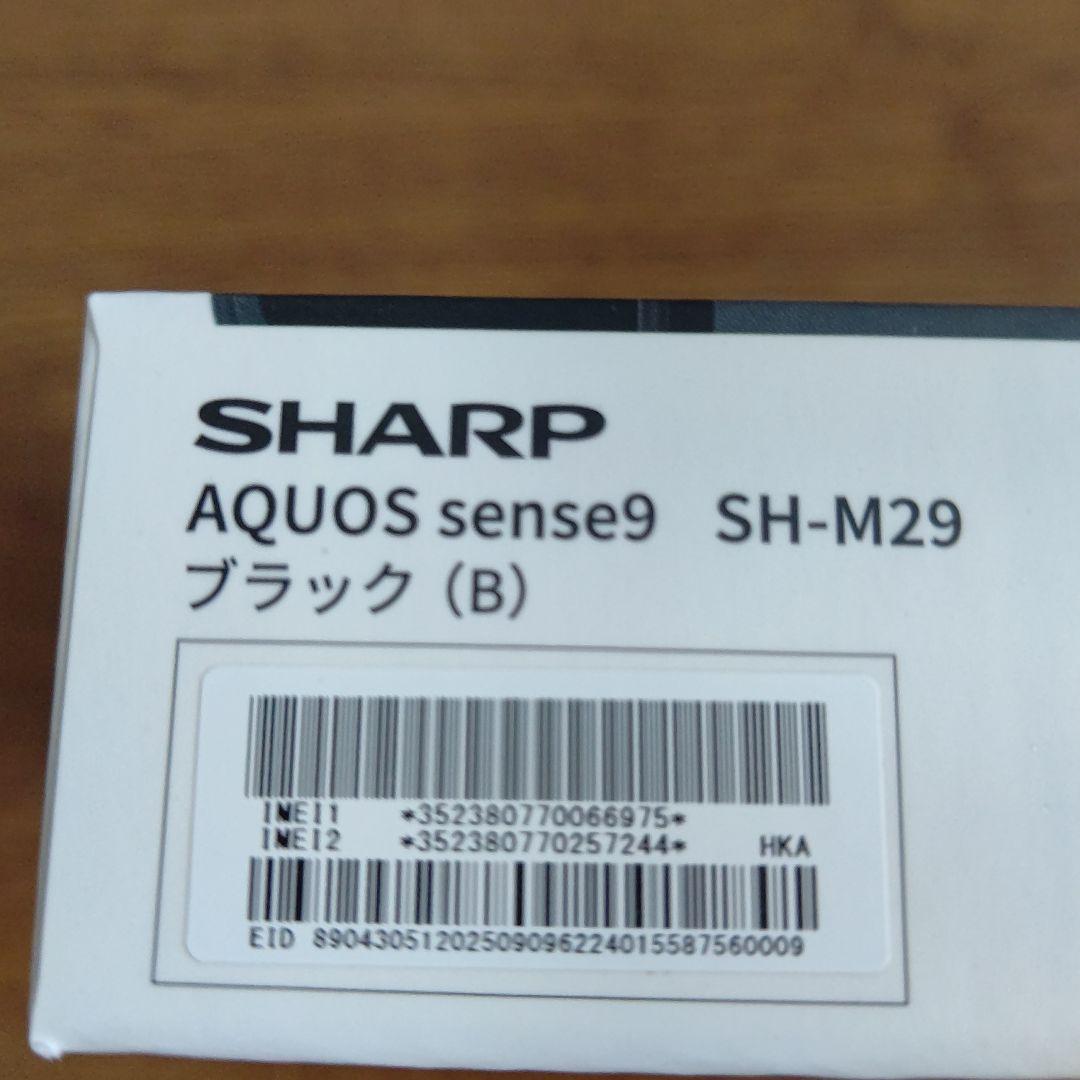 SHARP
AQUOS sense9 SH-M29
ブラック（B）
IMEI1 *352380770066975*
IMEI2 *352380770257244* HKA
EID 89043051202509096224015587560009